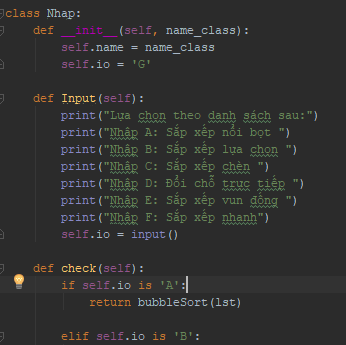 class Nhap:
def __init__(self, name_class):
self.name = name_class
self.io = 'G'
def Input(self):
print("Lựa chọn theo danh sách sau:")
print("Nhập A: Sắp xếp nổi bọt ")
print("Nhập B: Sắp xếp lựa chọn ")
print("Nhập C: Sắp xếp chèn ")
print("Nhập D: Đổi chỗ trực tiếp ")
print("Nhập E: Sắp xếp vun đống ")
print("Nhập F: Sắp xếp nhanh")
self.io = input()
def check(self):
if self.io is 'A':
return bubbleSort(lst)
elif self.io is 'B':